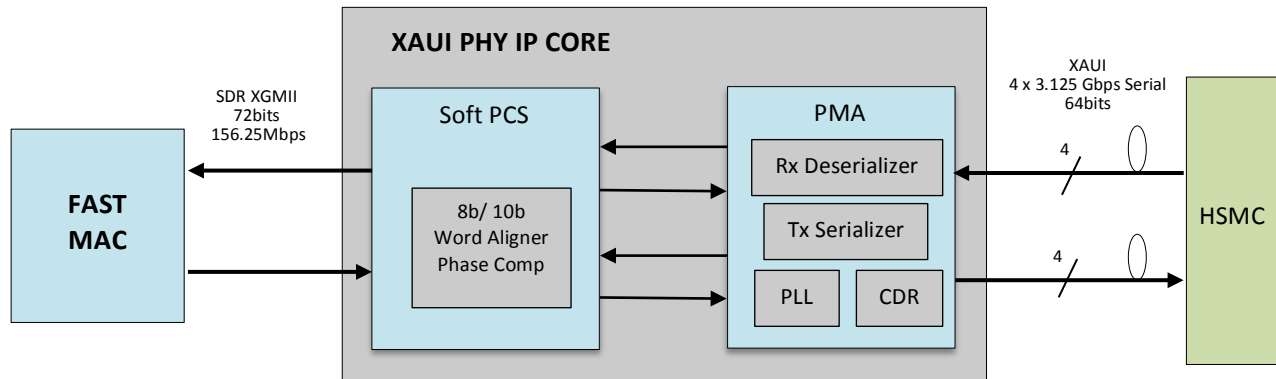 XAUI PHY IP CORE
SDR XGMII
72bits
156.25Mbps
FAST
MAC
Soft PCS
8b/ 10b
Word Aligner
Phase Comp
PMA
Rx Deserializer
Tx Serializer
PLL
CDR
XAUI
4 x 3.125 Gbps Serial
64bits
4
4
HSMC